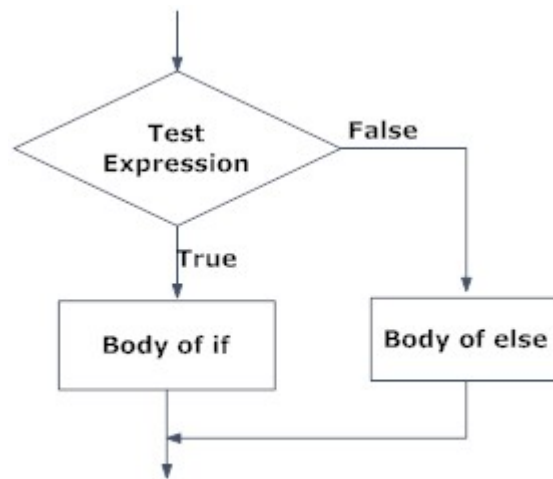 Test
Expression
False
True
Body of if
Body of else